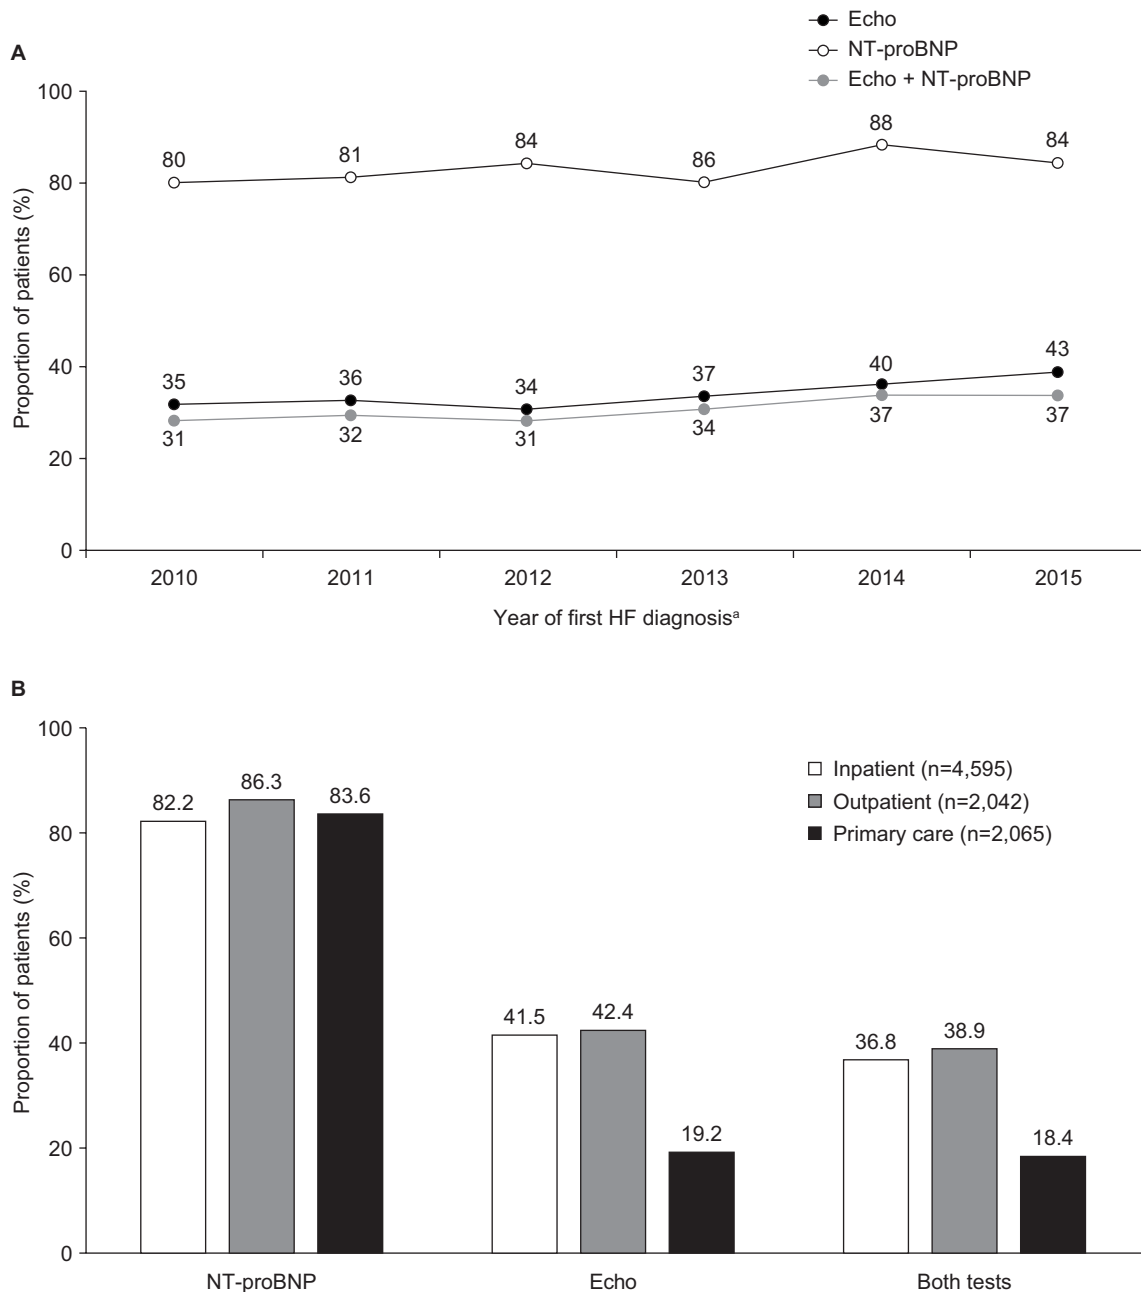 Echo
NT-proBNP
Echo + NT-proBNP
A
Proportion of patients (%)
100
80
60
40
20
0
80 81 84 86 88 84
35 36 34 37 40 43
31 32 31 34 37 37
2010 2011 2012 2013 2014 2015
Year of first HF diagnosisᵃ
B
Proportion of patients (%)
100
80
60
40
20
0
Inpatient (n=4,595)
Outpatient (n=2,042)
Primary care (n=2,065)
82.2 86.3 83.6
41.5 42.4 19.2
36.8 38.9 18.4
NT-proBNP Echo Both tests